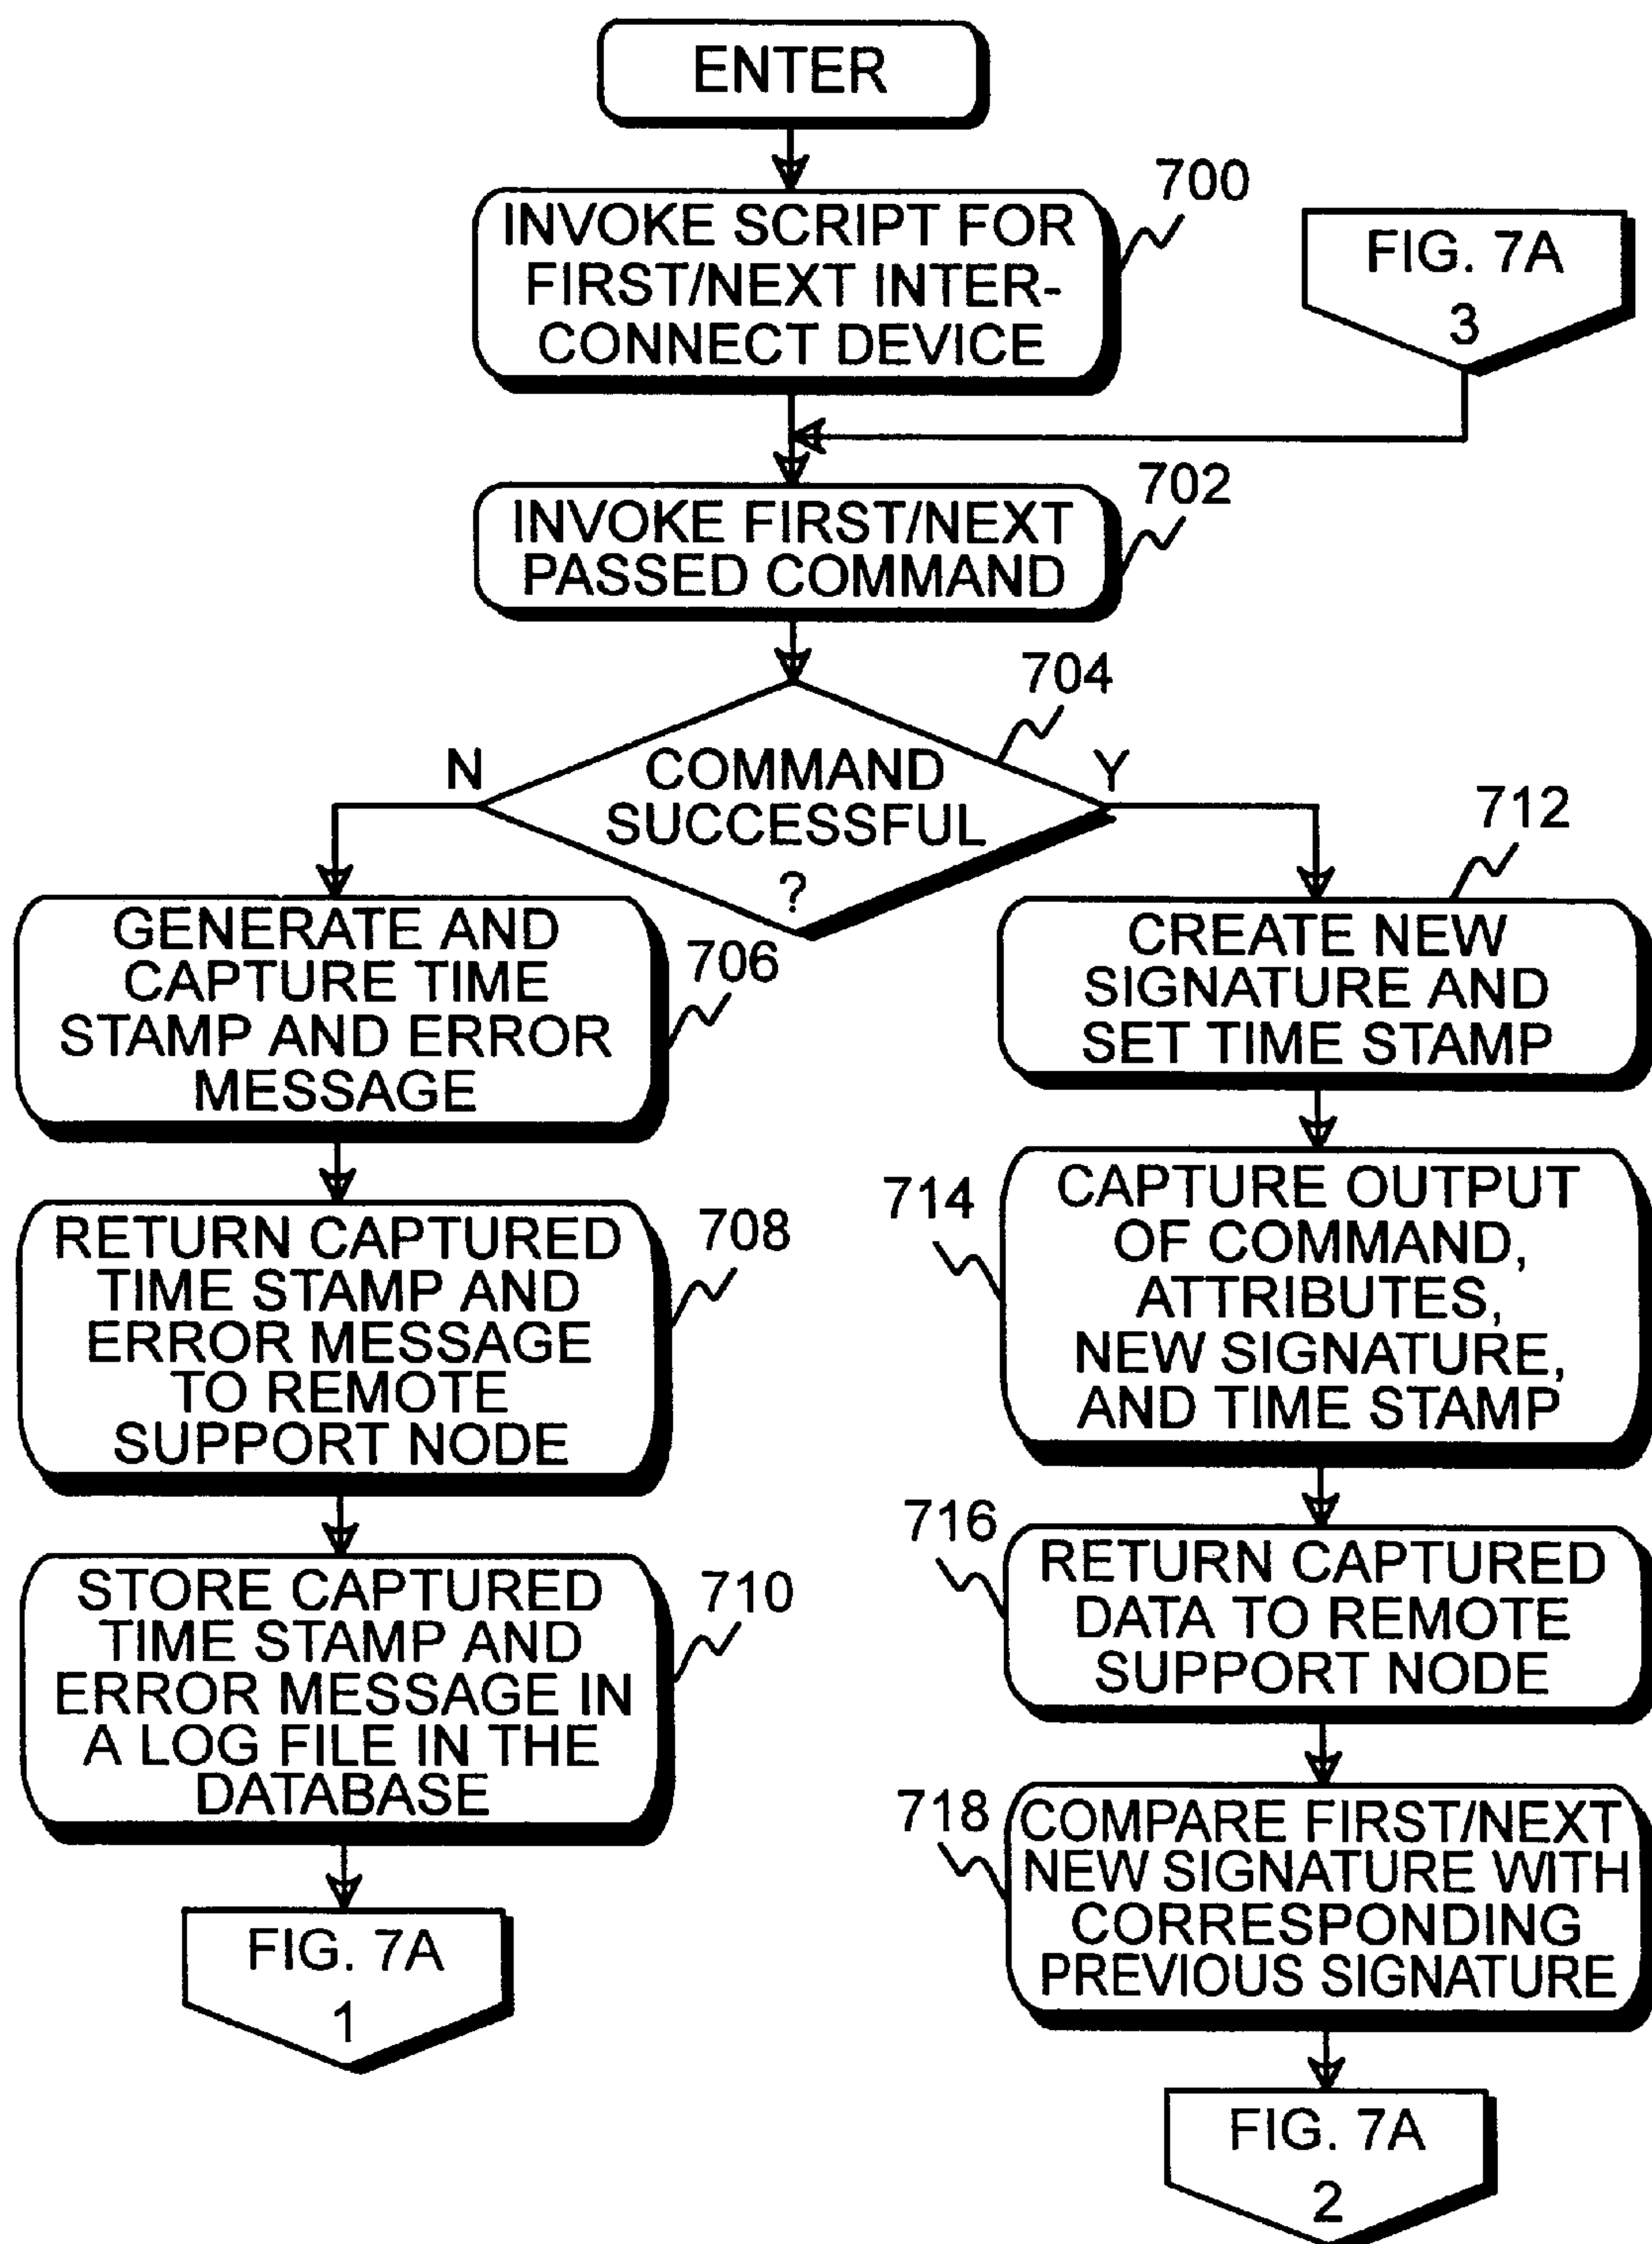 ENTER
700
INVOKE SCRIPT FOR
FIRST/NEXT INTER-
CONNECT DEVICE
FIG. 7A
3
702
INVOKE FIRST/NEXT
PASSED COMMAND
704
N
COMMAND
SUCCESSFUL
?
Y
GENERATE AND
CAPTURE TIME
STAMP AND ERROR
MESSAGE
706
RETURN CAPTURED
TIME STAMP AND
ERROR MESSAGE
TO REMOTE
SUPPORT NODE
708
STORE CAPTURED
TIME STAMP AND
ERROR MESSAGE IN
A LOG FILE IN THE
DATABASE
710
FIG. 7A
1
712
CREATE NEW
SIGNATURE AND
SET TIME STAMP
714
CAPTURE OUTPUT
OF COMMAND,
ATTRIBUTES,
NEW SIGNATURE,
AND TIME STAMP
716
RETURN CAPTURED
DATA TO REMOTE
SUPPORT NODE
718
COMPARE FIRST/NEXT
NEW SIGNATURE WITH
CORRESPONDING
PREVIOUS SIGNATURE
FIG. 7A
2